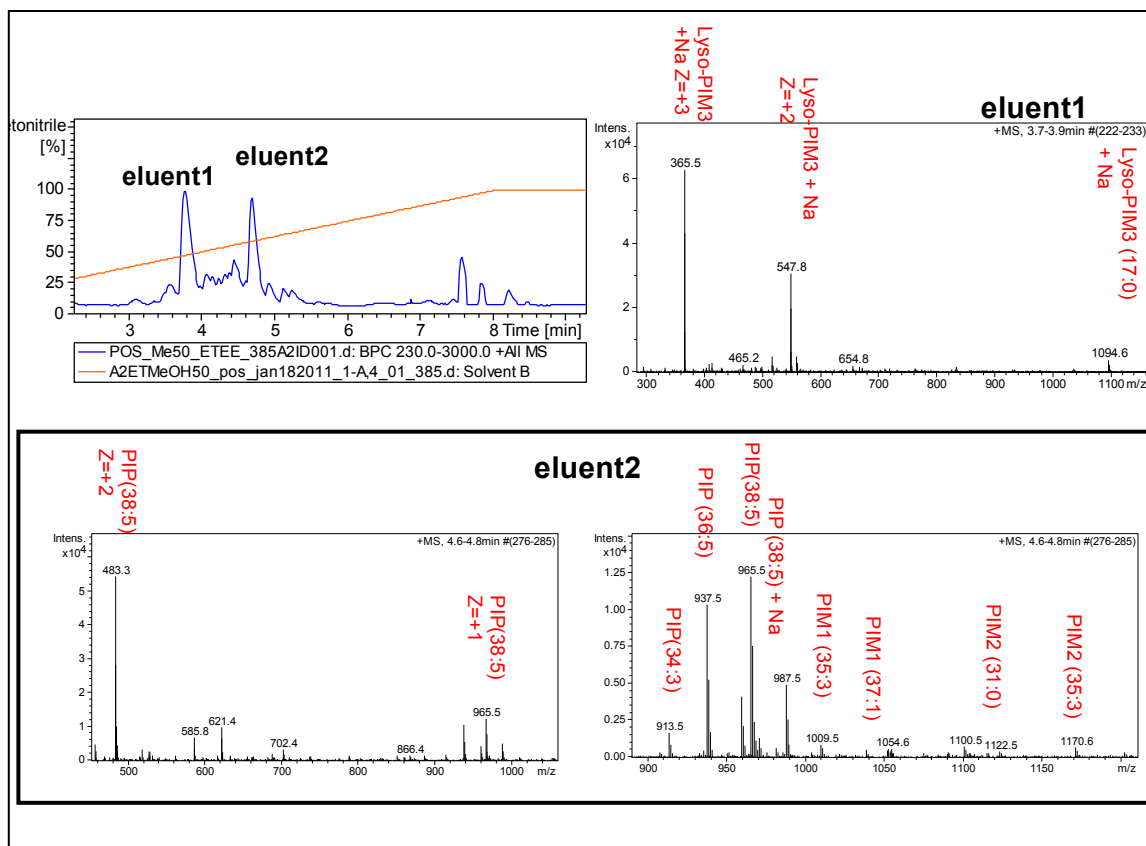 etonitrile
[%]
eluent1
eluent2
100
75
50
25
0
3
4
5
6
7
8
Time [min]
POS_Me50_ETEE_385A2ID001.d: BPC 230.0-3000.0 +All MS
A2ETMeOH50_pos_jan182011_1-A,4_01_385.d: Solvent B
Lyso-PIM3
+Na Z=+3
Lyso-PIM3 + Na
Z=+2
eluent1
Lyso-PIM3 (17:0)
+ Na
Intens.
x10⁴
+MS, 3.7-3.9min #(222-233)
6
4
2
0
365.5
547.8
465.2
654.8
1094.6
300
400
500
600
700
800
900
1000
1100 m/z
eluent2
PIP(38:5)
Z=+2
PIP(38:5)
Z=+1
Intens.
x10⁴
+MS, 4.6-4.8min #(276-285)
5
4
3
2
1
0
483.3
585.8
621.4
702.4
866.4
965.5
500
600
700
800
900
1000
m/z
PIP(34:3)
PIP (36:5)
PIP(38:5)
PIP (38:5) + Na
PIM1 (35:3)
PIM1 (37:1)
PIM2 (31:0)
PIM2 (35:3)
Intens.
x10⁴
+MS, 4.6-4.8min #(276-285)
1.25
1.00
0.75
0.50
0.25
0.00
913.5
937.5
965.5
987.5
1009.5
1054.6
1100.5
1122.5
1170.6
900
950
1000
1050
1100
1150
m/z